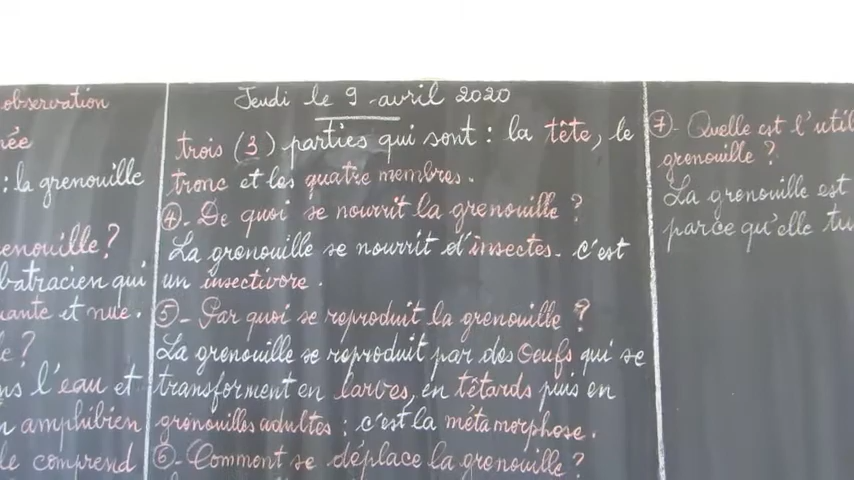 observation
: la grenouille
batracien qui
et nue.
l'eau et
amphibien
comprend
Jeudi le 9 avril 2020
trois (3) parties qui sont : la tête, le
tronc et les quatre membres.
④- De quoi se nourrit la grenouille ?
La grenouille se nourrit d'insectes. c'est
un insectivore.
⑤- Par quoi se reproduit la grenouille ?
La grenouille se reproduit par des Oeufs qui se
transforment en larves, en têtards puis en
grenouilles adultes : c'est la métamorphose.
⑥- Comment se déplace la grenouille ?
⑦- Quelle est l'util
grenouille ?
La grenouille est
parce qu'elle tu